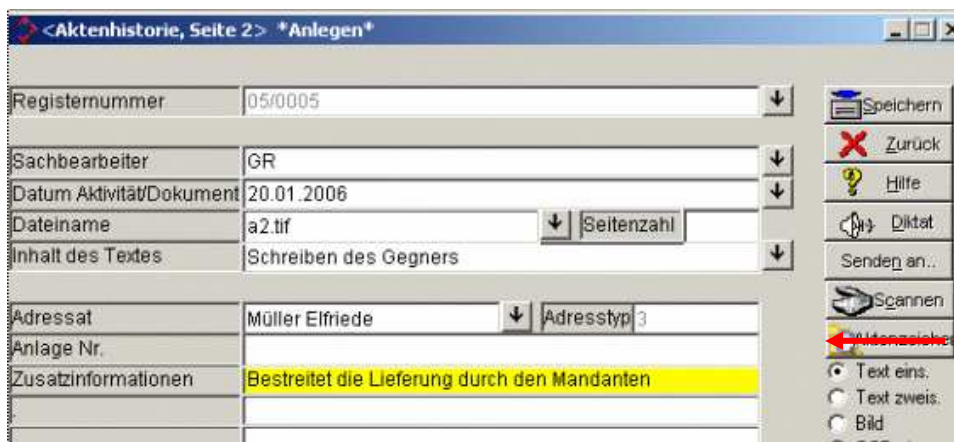 <Aktenhistorie, Seite 2> *Anlegen*
Registernummer 05/0005
Speichern
Zurück
Sachbearbeiter GR
Datum Aktivität/Dokument 20.01.2006
Hilfe
Dateiname a2.tif Seitenzahl
Diktat
Inhalt des Textes Schreiben des Gegners
Senden an..
Scannen
Adressat Müller Elfriede Adresstyp 3
Anlage Nr.
Zusatzinformationen Bestreitet die Lieferung durch den Mandanten
Text eins.
Text zweis.
Bild